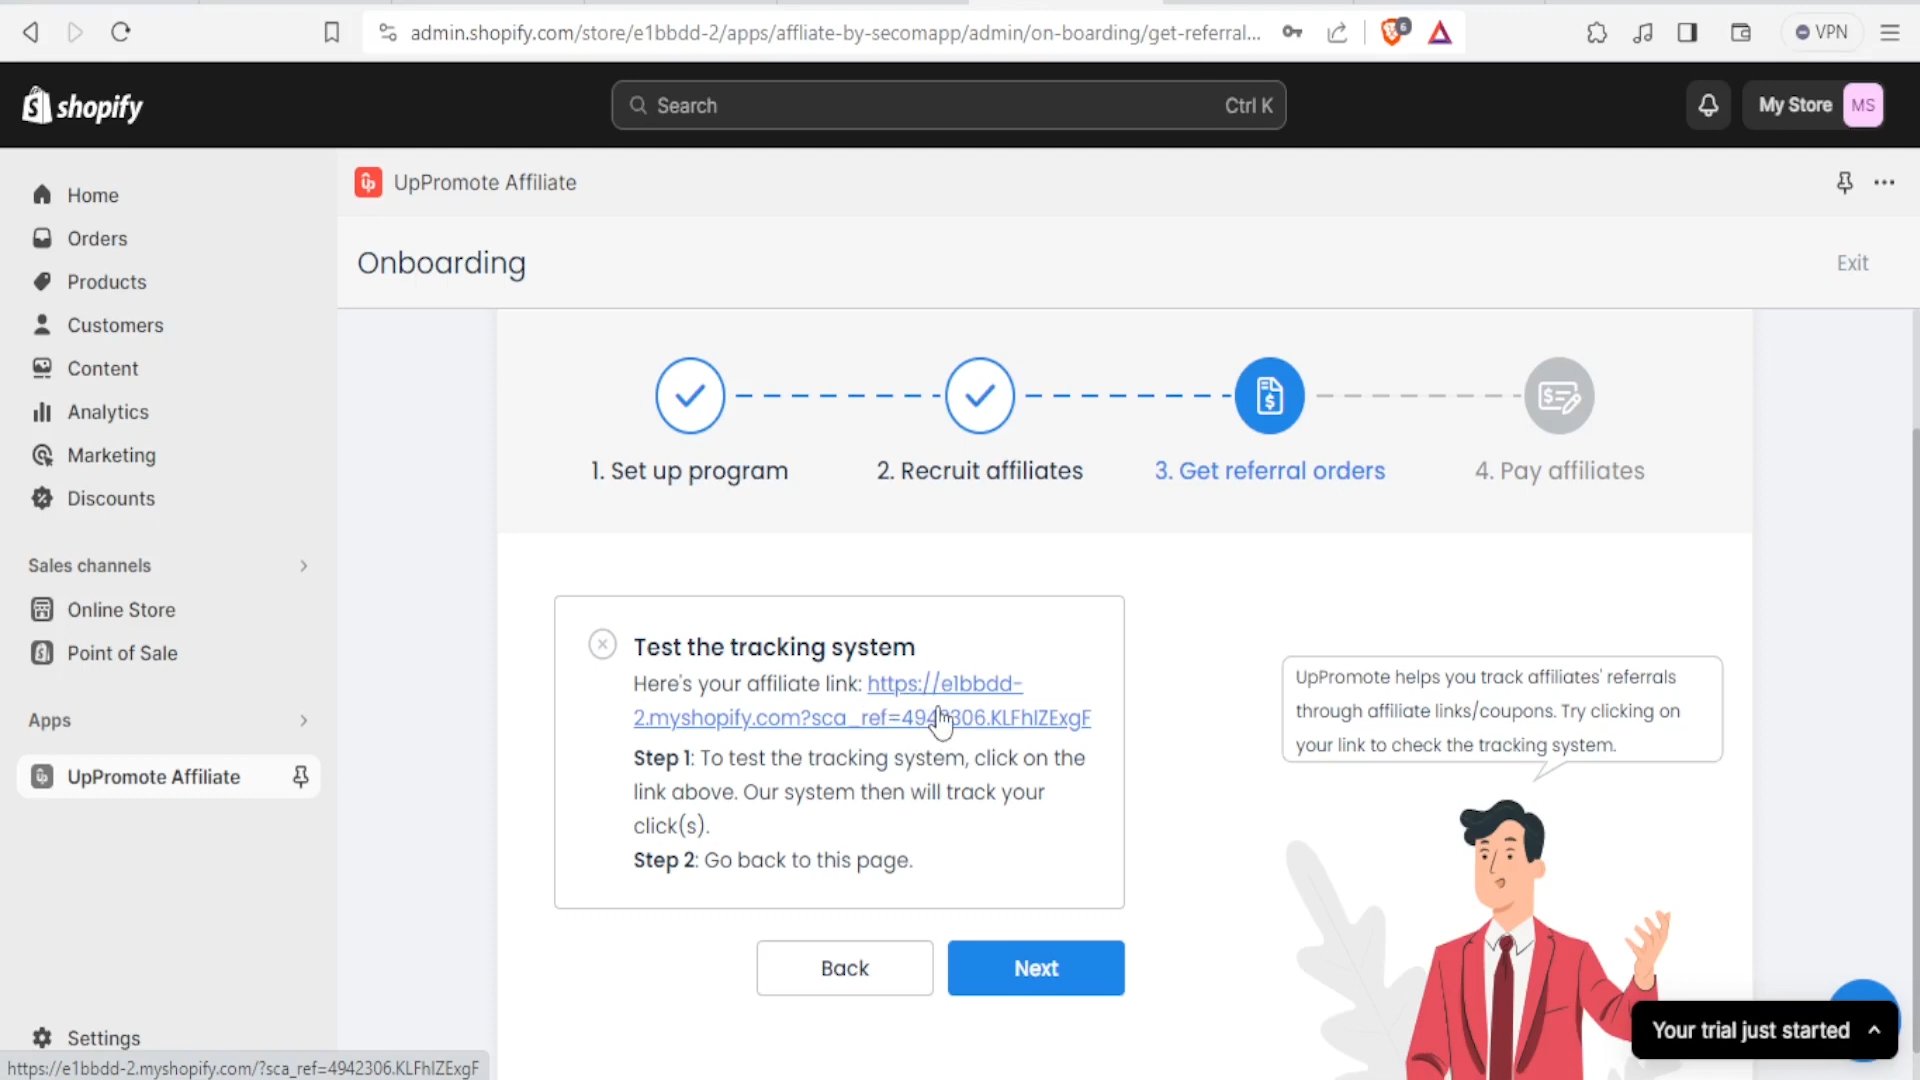 admin.shopify.com/store/e1bbdd-2/apps/affliate-by-secomapp/admin/on-boarding/get-referral...
6
VPN
shopify
Search
Ctrl K
My Store
MS
Home
Orders
Products
Customers
Content
Analytics
Marketing
Discounts
Sales channels
Online Store
Point of Sale
Apps
UpPromote Affiliate
Settings
UpPromote Affiliate
Onboarding
Exit
1. Set up program
2. Recruit affiliates
3. Get referral orders
4. Pay affiliates
Test the tracking system
Here's your affiliate link: https://e1bbdd-
2.myshopify.com?sca_ref=4942306.KLFhIZExgF
Step 1: To test the tracking system, click on the
link above. Our system then will track your
click(s).
Step 2: Go back to this page.
Back
Next
UpPromote helps you track affiliates' referrals
through affiliate links/coupons. Try clicking on
your link to check the tracking system.
Your trial just started
https://e1bbdd-2.myshopify.com/?sca_ref=4942306.KLFhIZExgF